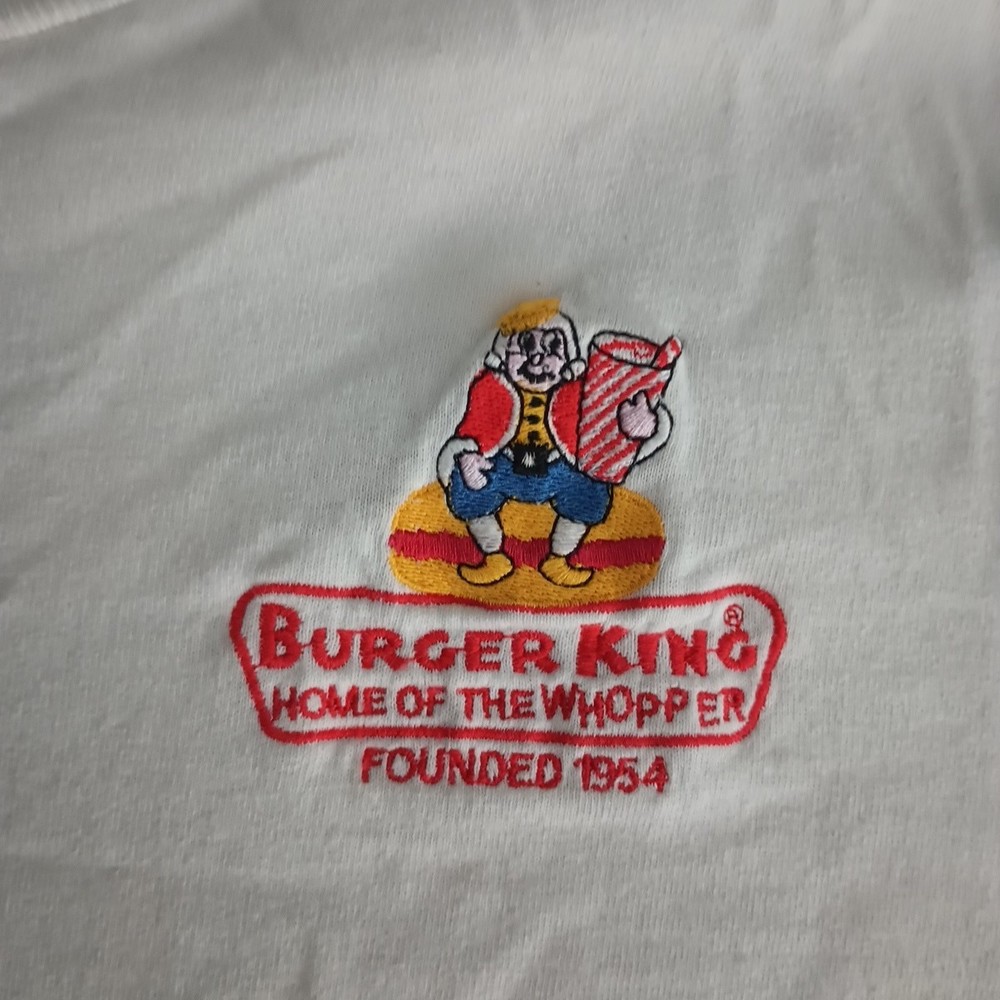 BURGER KING®
HOME OF THE WHOPPER
FOUNDED 1954